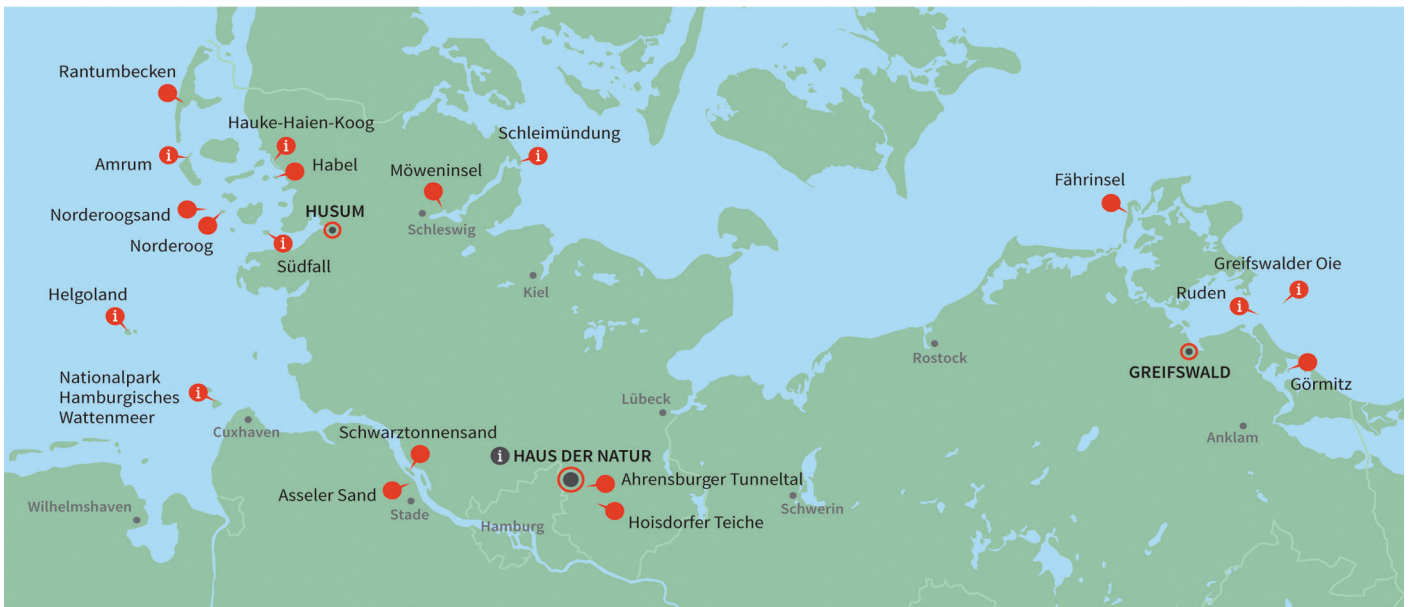 Rantumbecken
Hauke-Haien-Koog
i
Schleimündung
i
Amrum
i
Habel
Möweninsel
Fährinsel
Norderoogsand
HUSUM
Schleswig
Norderoog
i
Südfall
Greifswalder Oie
i
Helgoland
i
Kiel
Ruden
i
Rostock
GREIFSWALD
Nationalpark
Hamburgisches
Wattenmeer
i
Görmitz
Lübeck
Cuxhaven
Schwarztonnensand
Anklam
i
HAUS DER NATUR
Ahrensburger Tunneltal
Asseler Sand
Wilhelmshaven
Stade
Hamburg
Hoisdorfer Teiche
Schwerin